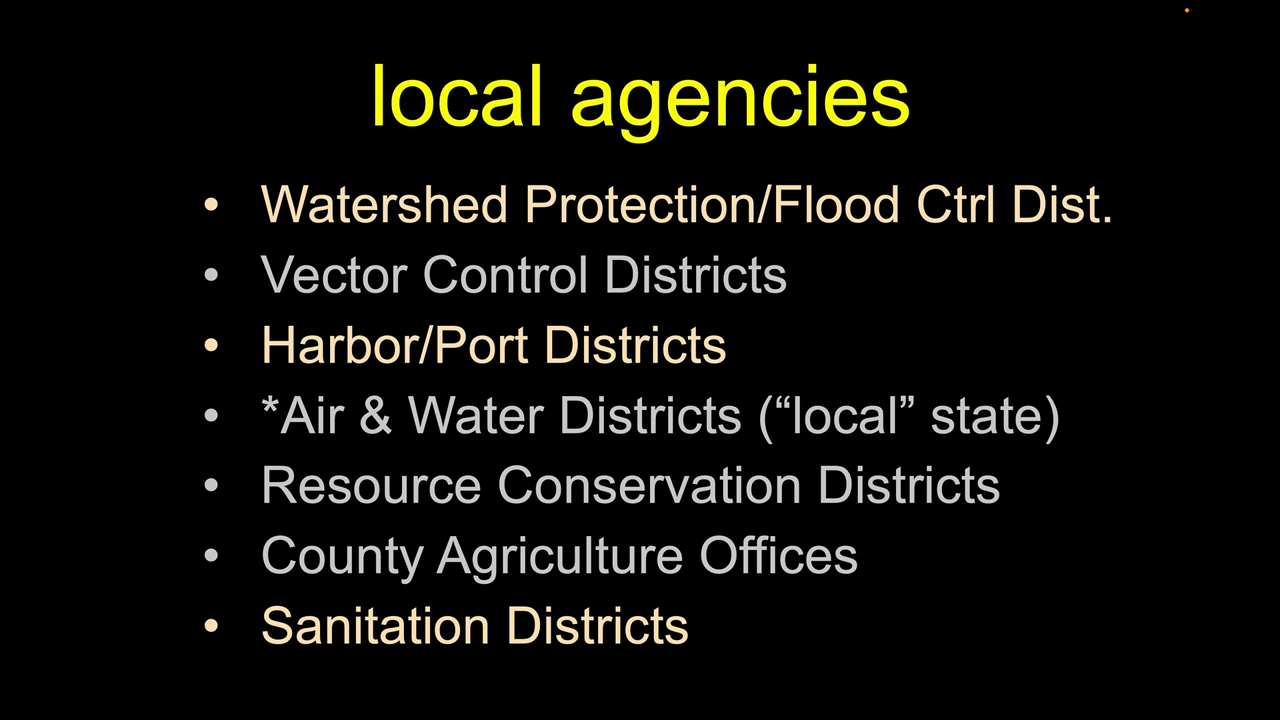 local agencies
• Watershed Protection/Flood Ctrl Dist.
• Vector Control Districts
• Harbor/Port Districts
• *Air & Water Districts (“local” state)
• Resource Conservation Districts
• County Agriculture Offices
• Sanitation Districts